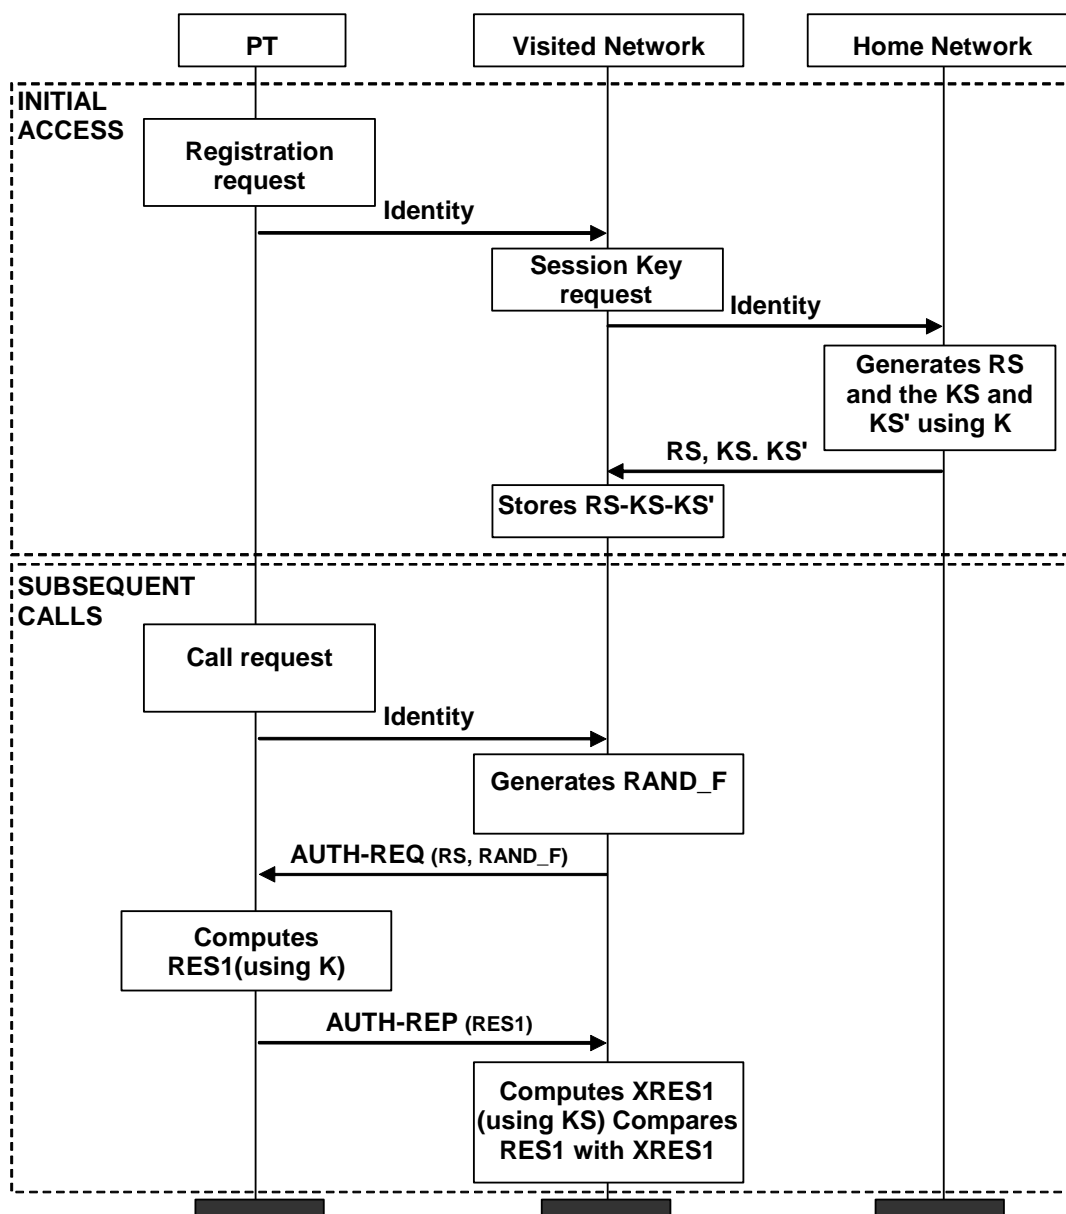 PT
Visited Network
Home Network
INITIAL
ACCESS
Registration
request
Identity
Session Key
request
Identity
Generates RS
and the KS and
KS' using K
RS, KS. KS'
Stores RS-KS-KS'
SUBSEQUENT
CALLS
Call request
Identity
Generates RAND_F
AUTH-REQ (RS, RAND_F)
Computes
RES1(using K)
AUTH-REP (RES1)
Computes XRES1
(using KS) Compares
RES1 with XRES1